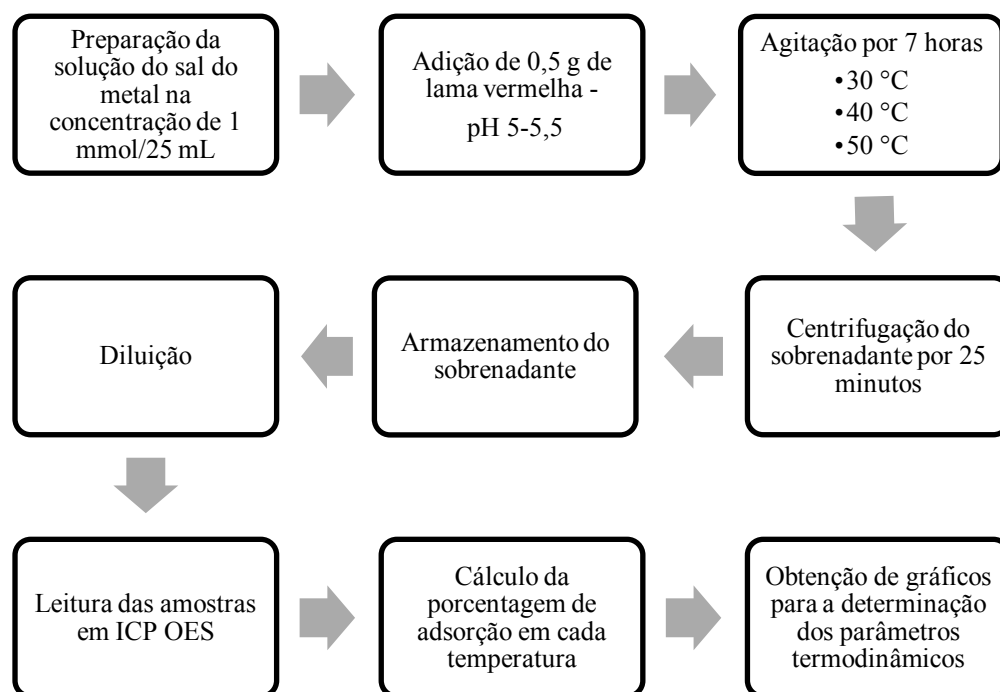 Preparação da
solução do sal do
metal na
concentração de 1
mmol/25 mL
Adição de 0,5 g de
lama vermelha -
pH 5-5,5
Agitação por 7 horas
•30 °C
•40 °C
•50 °C
Centrifugação do
sobrenadante por 25
minutos
Armazenamento do
sobrenadante
Diluição
Leitura das amostras
em ICP OES
Cálculo da
porcentagem de
adsorção em cada
temperatura
Obtenção de gráficos
para a determinação
dos parâmetros
termodinâmicos